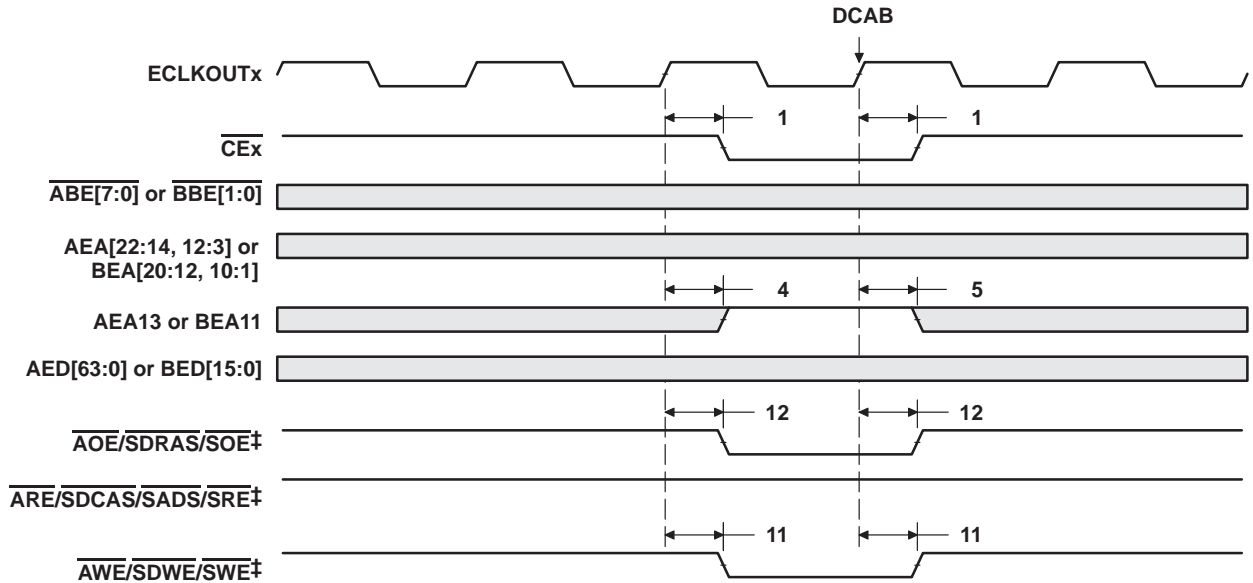 DCAB
ECLKOUTx
1 1
CEx
ABE[7:0] or BBE[1:0]
AEA[22:14, 12:3] or
BEA[20:12, 10:1]
4 5
AEA13 or BEA11
AED[63:0] or BED[15:0]
12 12
AOE/SDRAS/SOE‡
ARE/SDCAS/SADS/SRE‡
11 11
AWE/SDWE/SWE‡